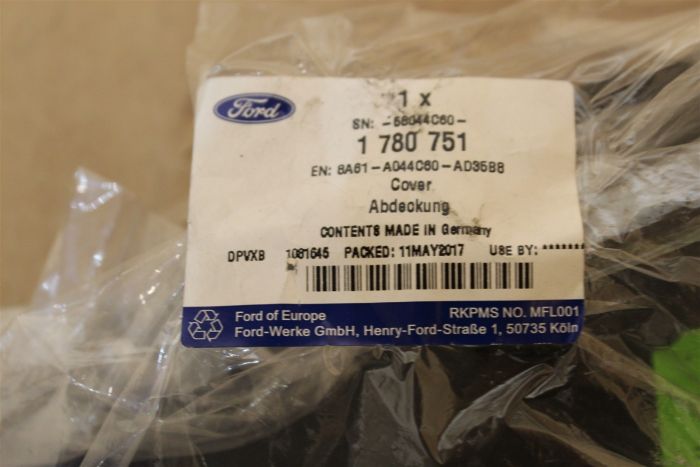 Ford
1 x
SN: -58044C60-
1 780 751
EN: 8A61-A044C60-AD35B8
Cover
Abdeckung
CONTENTS MADE IN Germany
DPVXB 1081645 PACKED: 11MAY2017 USE BY: *******
Ford of Europe RKPMS NO. MFL001
Ford-Werke GmbH, Henry-Ford-Straße 1, 50735 Köln